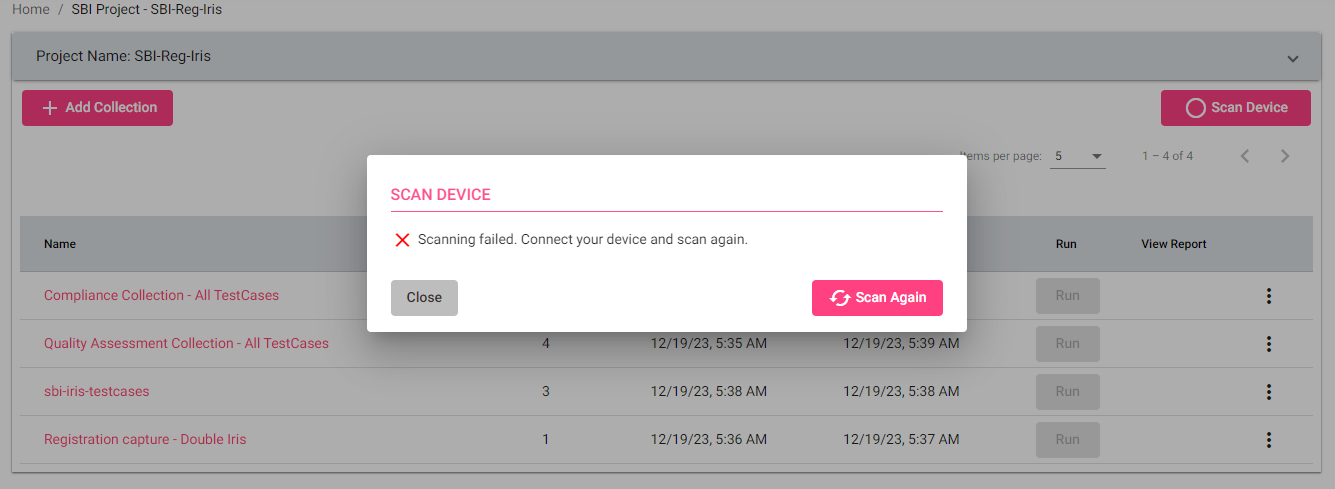 Home / SBI Project - SBI-Reg-Iris
Project Name: SBI-Reg-Iris
Add Collection
Scan Device
Items per page: 5 1 – 4 of 4
SCAN DEVICE
Scanning failed. Connect your device and scan again.
Close Scan Again
Name Run View Report
Compliance Collection - All TestCases Run
Quality Assessment Collection - All TestCases 4 12/19/23, 5:35 AM 12/19/23, 5:39 AM Run
sbi-iris-testcases 3 12/19/23, 5:38 AM 12/19/23, 5:38 AM Run
Registration capture - Double Iris 1 12/19/23, 5:36 AM 12/19/23, 5:37 AM Run